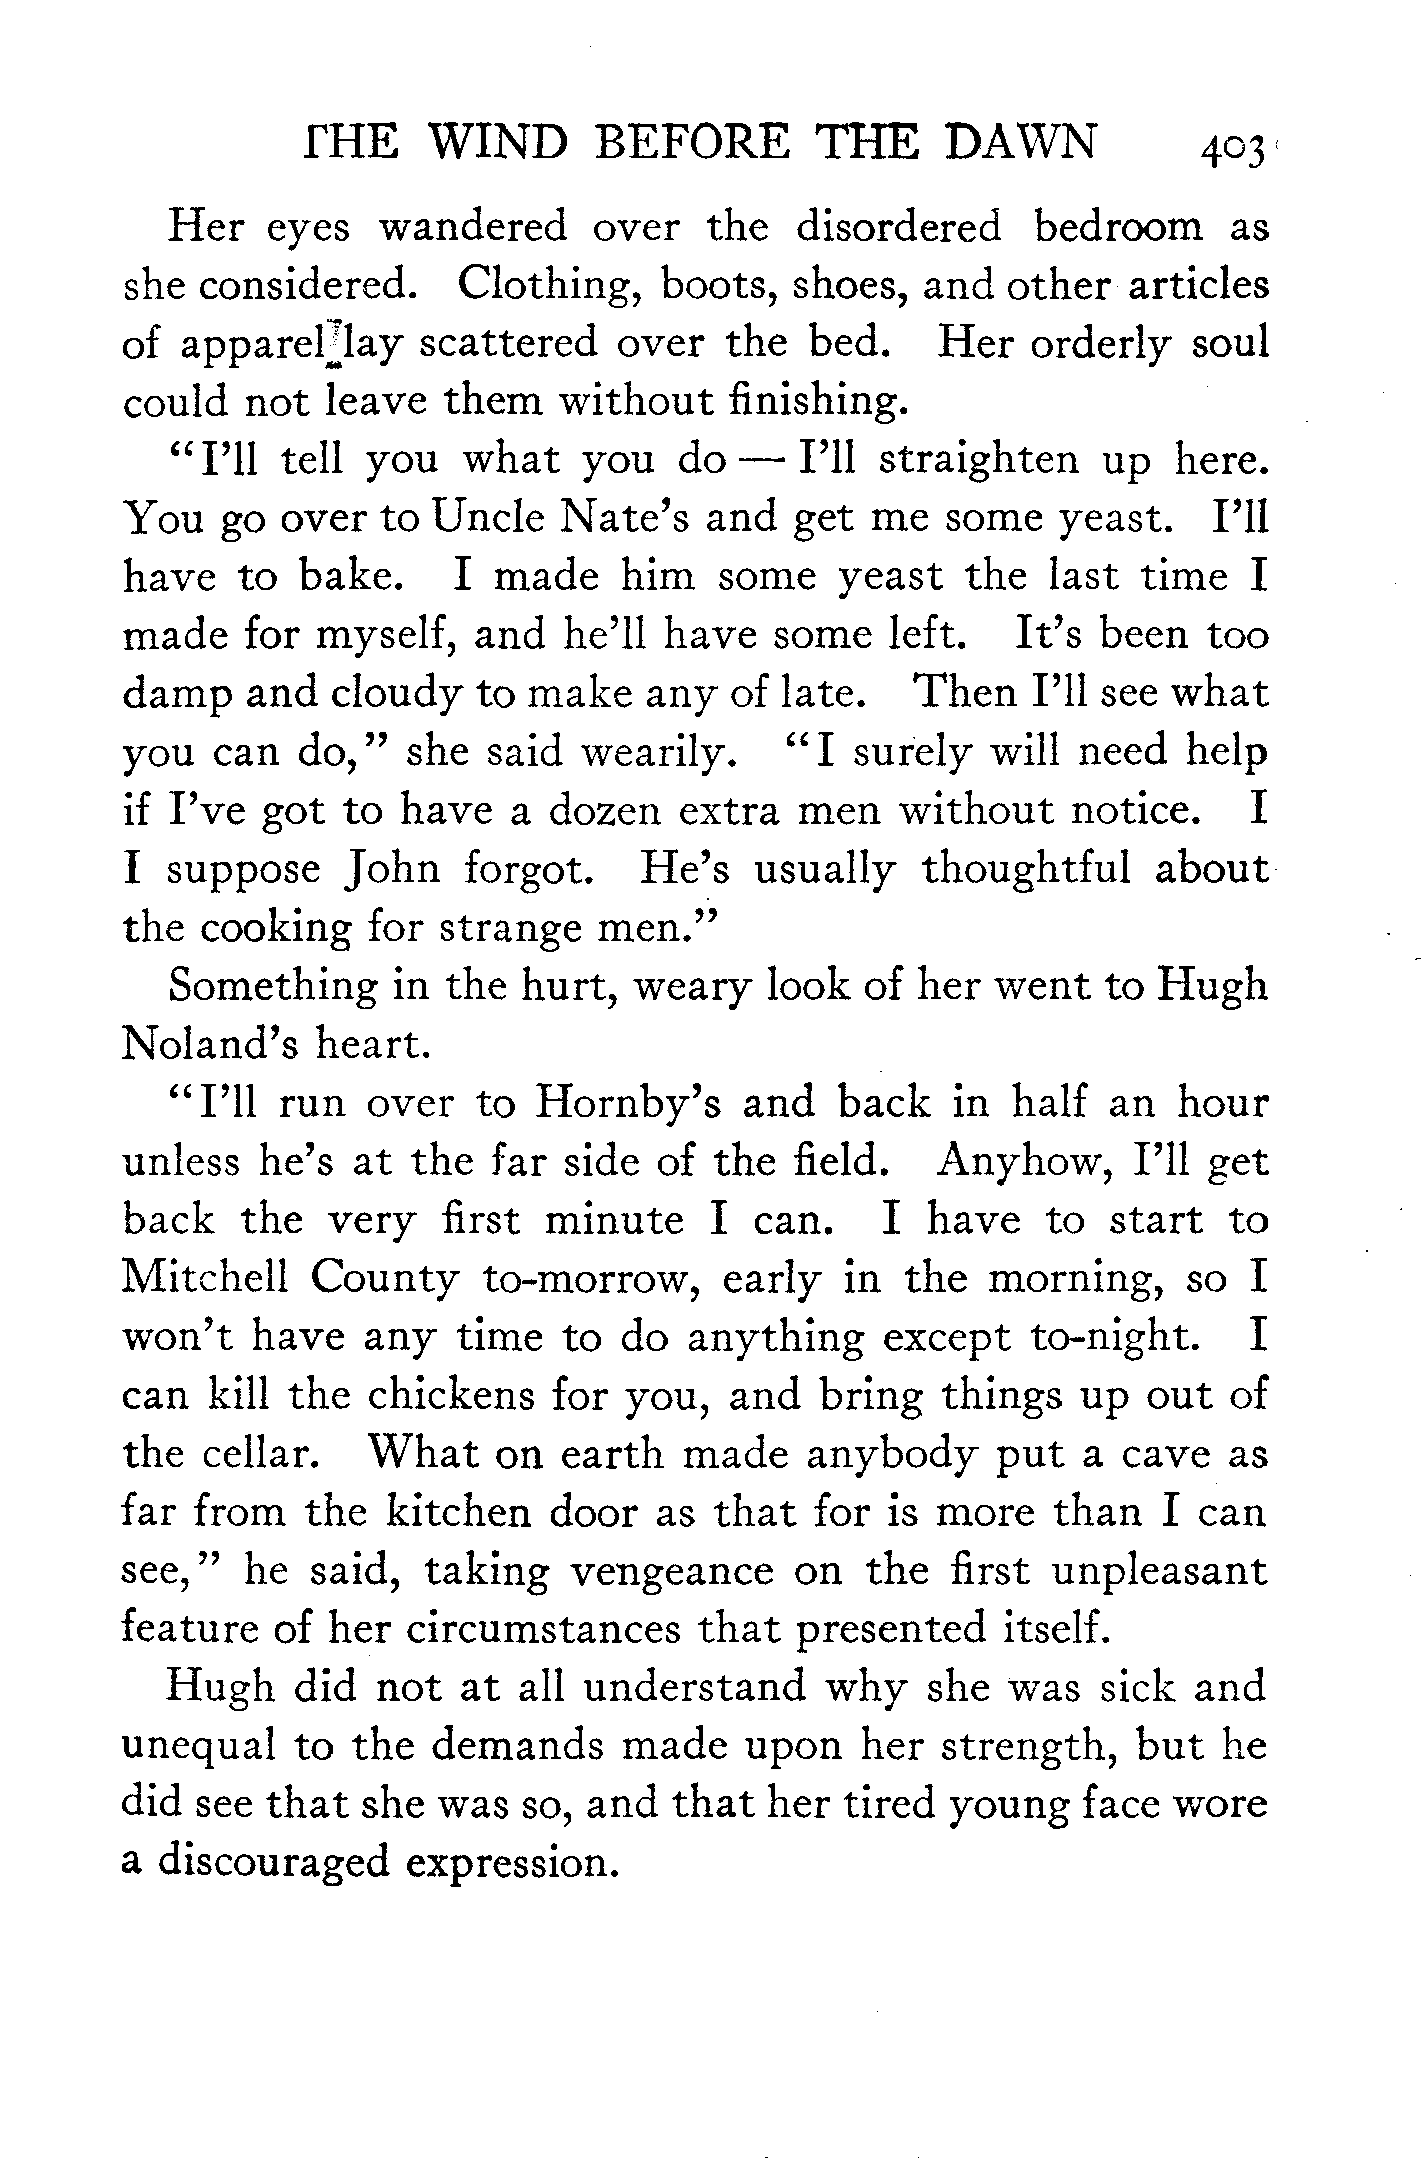 THE WIND BEFORE THE DAWN 403
Her eyes wandered over the disordered bedroom as
she considered. Clothing, boots, shoes, and other articles
of apparel lay scattered over the bed. Her orderly soul
could not leave them without finishing.
“I’ll tell you what you do — I’ll straighten up here.
You go over to Uncle Nate’s and get me some yeast. I’ll
have to bake. I made him some yeast the last time I
made for myself, and he’ll have some left. It’s been too
damp and cloudy to make any of late. Then I’ll see what
you can do,” she said wearily. “I surely will need help
if I’ve got to have a dozen extra men without notice. I
I suppose John forgot. He’s usually thoughtful about
the cooking for strange men.”
Something in the hurt, weary look of her went to Hugh
Noland’s heart.
“I’ll run over to Hornby’s and back in half an hour
unless he’s at the far side of the field. Anyhow, I’ll get
back the very first minute I can. I have to start to
Mitchell County to-morrow, early in the morning, so I
won’t have any time to do anything except to-night. I
can kill the chickens for you, and bring things up out of
the cellar. What on earth made anybody put a cave as
far from the kitchen door as that for is more than I can
see,” he said, taking vengeance on the first unpleasant
feature of her circumstances that presented itself.
Hugh did not at all understand why she was sick and
unequal to the demands made upon her strength, but he
did see that she was so, and that her tired young face wore
a discouraged expression.